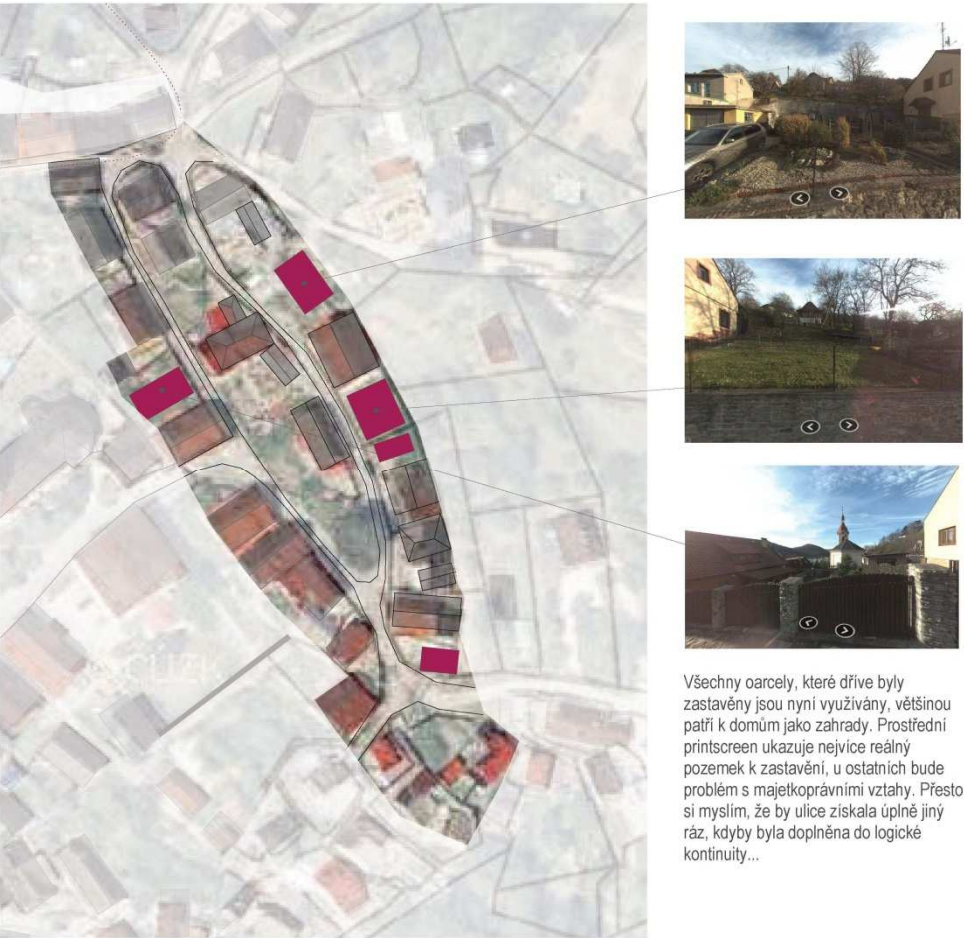 Všechny oarcely, které dříve byly
zastavěny jsou nyní využívány, většinou
patří k domům jako zahrady. Prostřední
printscreen ukazuje nejvíce reálný
pozemek k zastavění, u ostatních bude
problém s majetkoprávními vztahy. Přesto
si myslím, že by ulice získala úplně jiný
ráz, kdyby byla doplněna do logické
kontinuity...